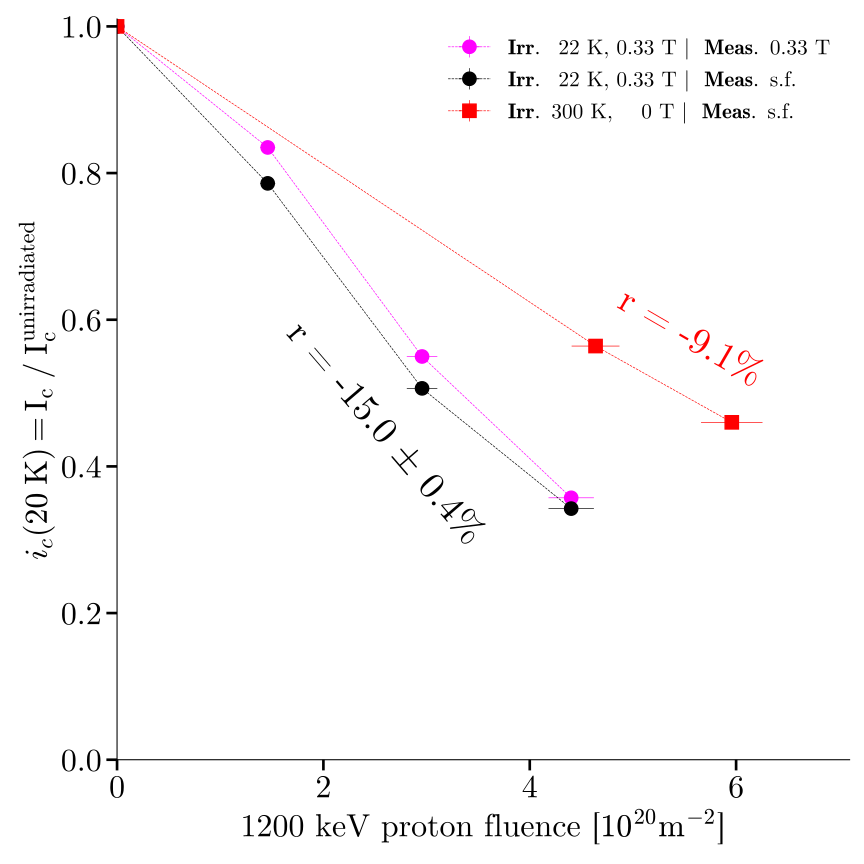 Irr. 22 K, 0.33 T | Meas. 0.33 T
Irr. 22 K, 0.33 T | Meas. s.f.
Irr. 300 K, 0 T | Meas. s.f.
1.0
0.8
0.6
0.4
0.2
0.0
i_c(20 K) = I_c / I_c^unirradiated
r = -9.1%
r = -15.0 ± 0.4%
0 2 4 6
1200 keV proton fluence [10²⁰m⁻²]